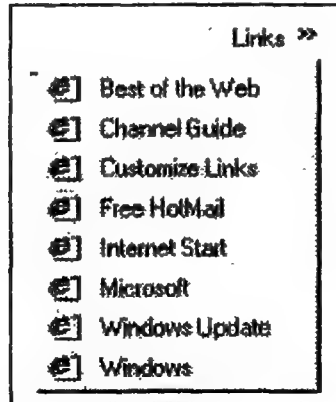 Links »
Best of the Web
Channel Guide
Customize Links
Free HotMail
Internet Start
Microsoft
Windows Update
Windows